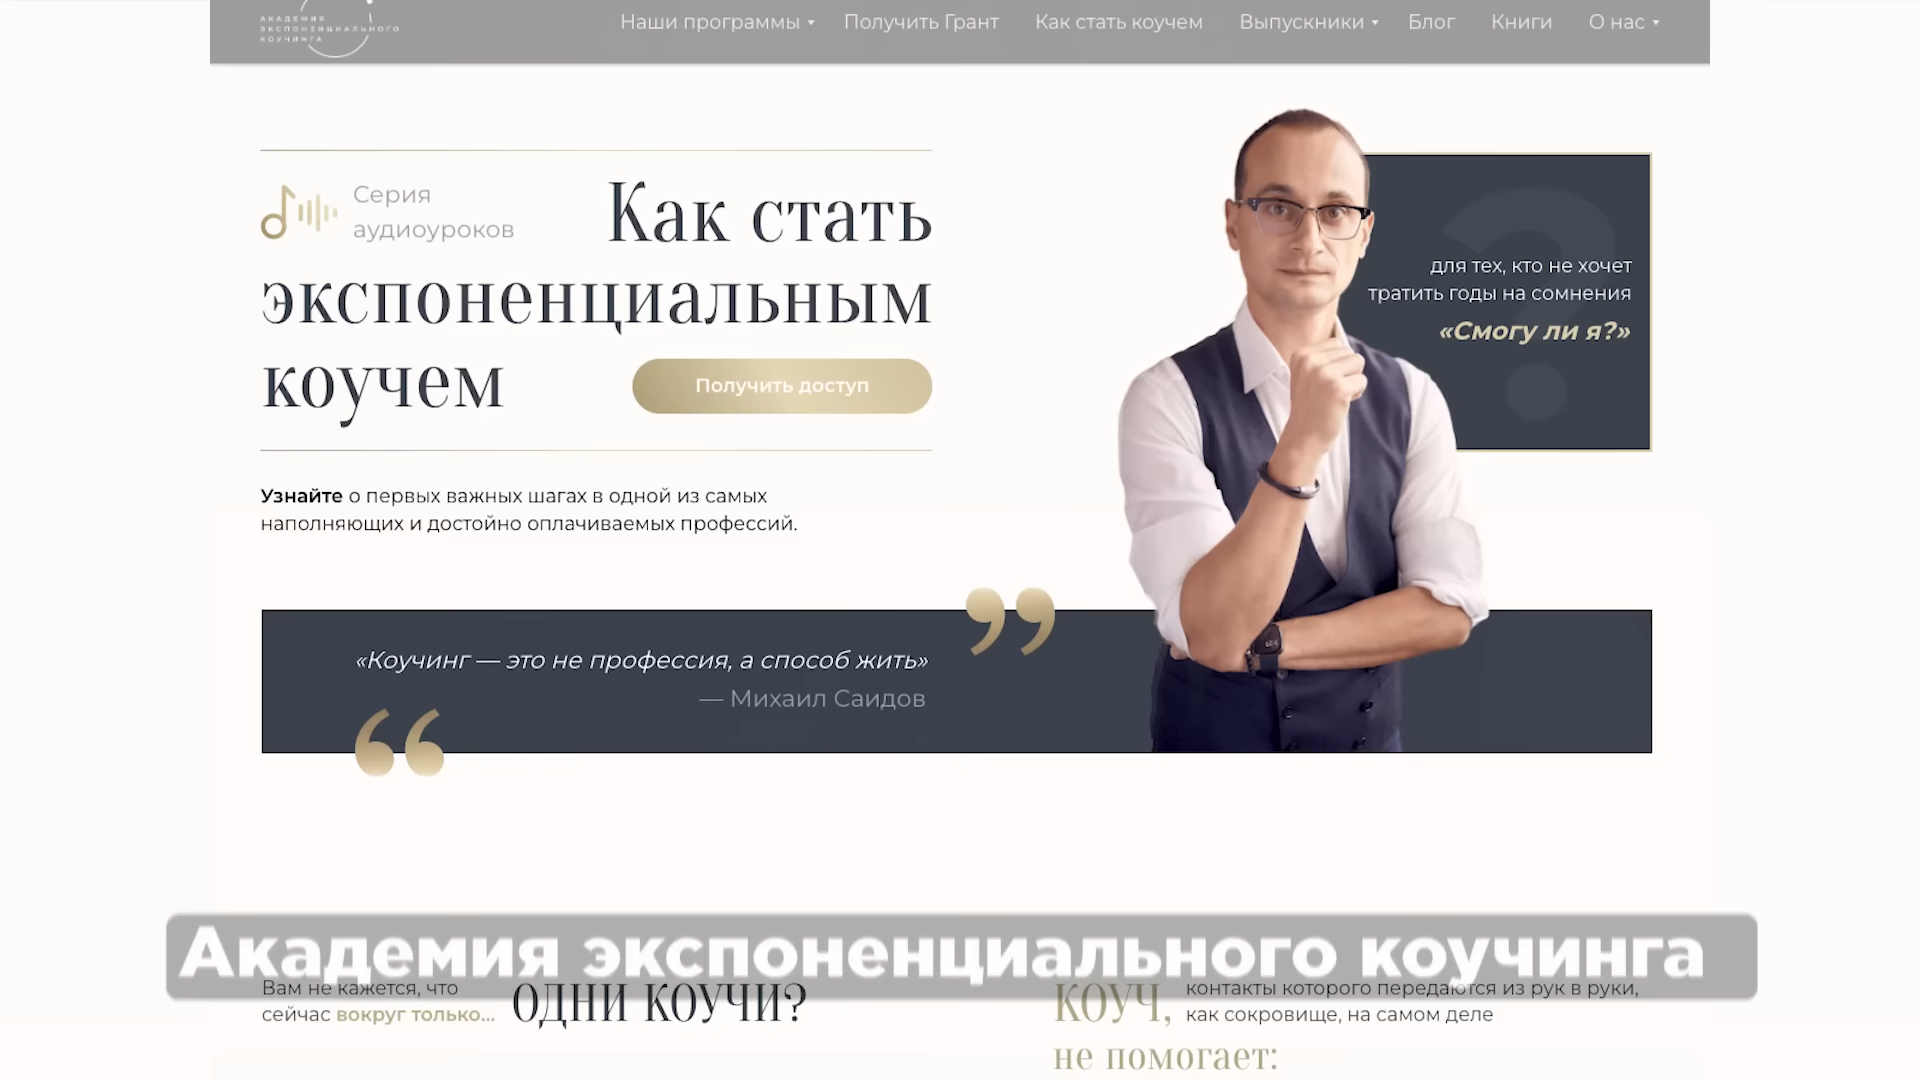 АКАДЕМИЯ
ЭКСПОНЕНЦИАЛЬНОГО
КОУЧИНГА
Наши программы
Получить Грант
Как стать коучем
Выпускники
Блог
Книги
О нас
Серия
аудиоуроков
Как стать
экспоненциальным
коучем
Получить доступ
для тех, кто не хочет
тратить годы на сомнения
«Смогу ли я?»
Узнайте о первых важных шагах в одной из самых
наполняющих и достойно оплачиваемых профессий.
«Коучинг — это не профессия, а способ жить»
— Михаил Саидов
Академия экспоненциального коучинга
Вам не кажется, что
сейчас вокруг только...
ОДНИ КОУЧИ?
КОУЧ,
контакты которого передаются из рук в руки,
как сокровище, на самом деле
не помогает: